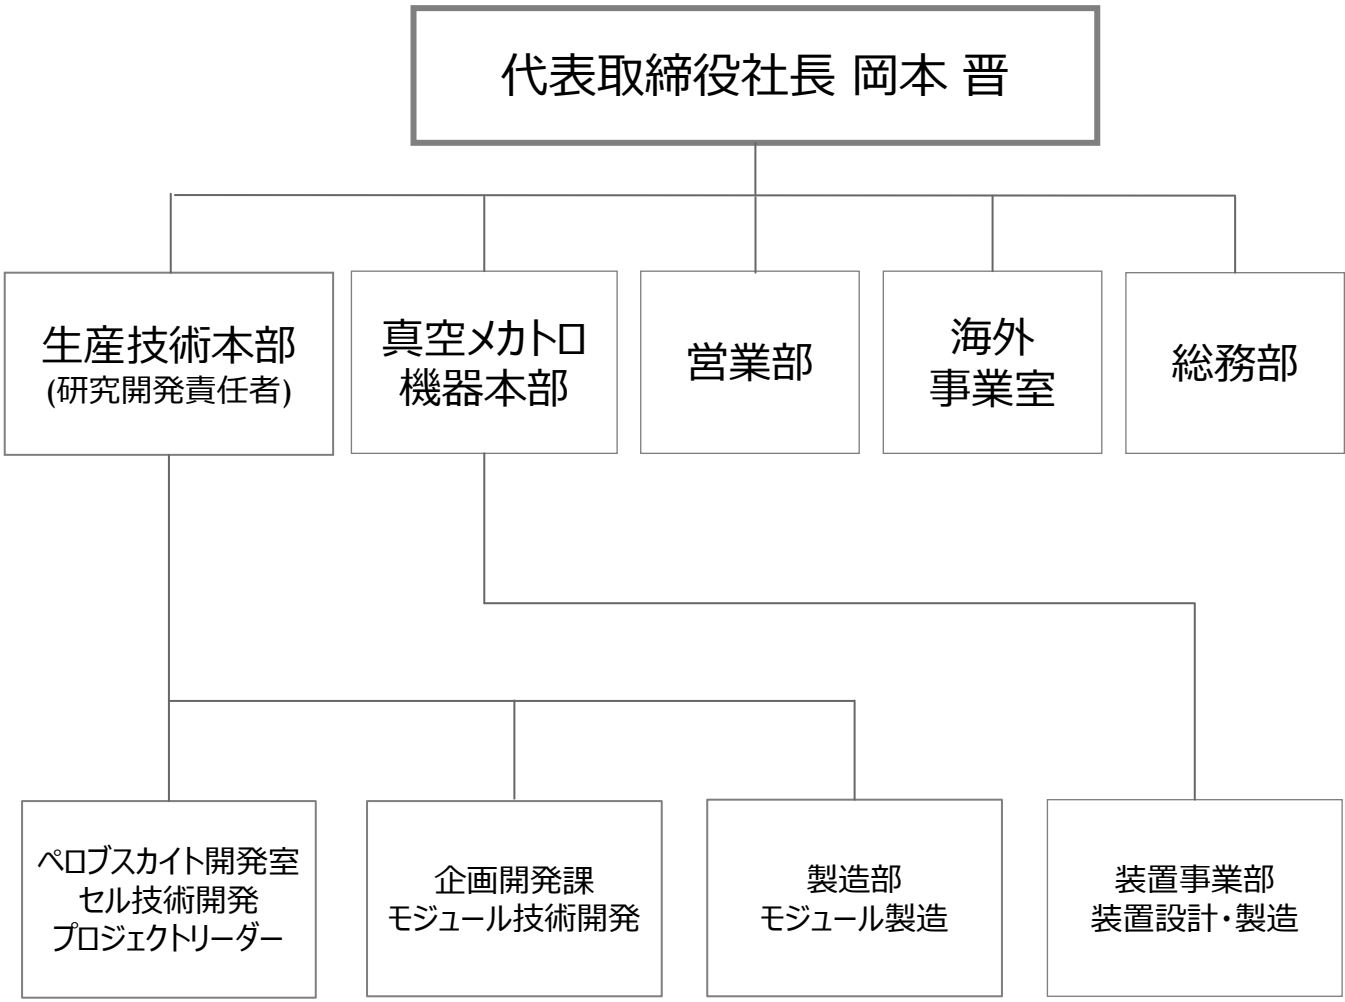 代表取締役社長 岡本 晋
生産技術本部
(研究開発責任者)
真空メカトロ
機器本部
営業部
海外
事業室
総務部
ペロブスカイト開発室
セル技術開発
プロジェクトリーダー
企画開発課
モジュール技術開発
製造部
モジュール製造
装置事業部
装置設計・製造